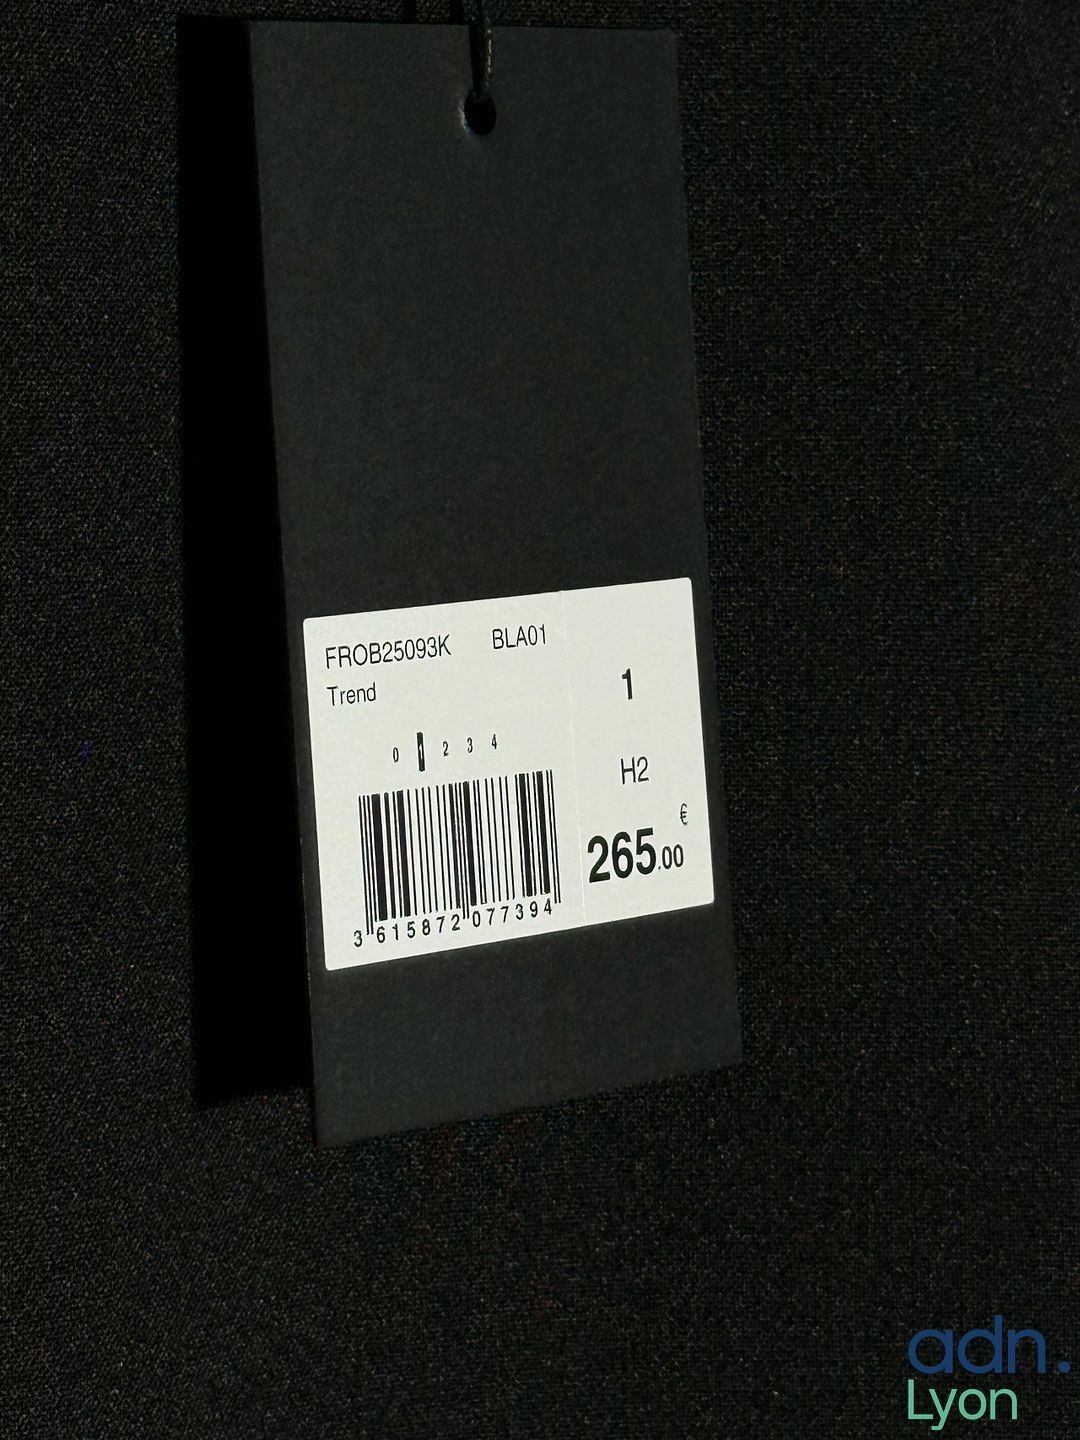 FROB25093K BLA01
Trend
0 1 2 3 4
3 615872 077394
1
H2
€
265.00
adn.
Lyon